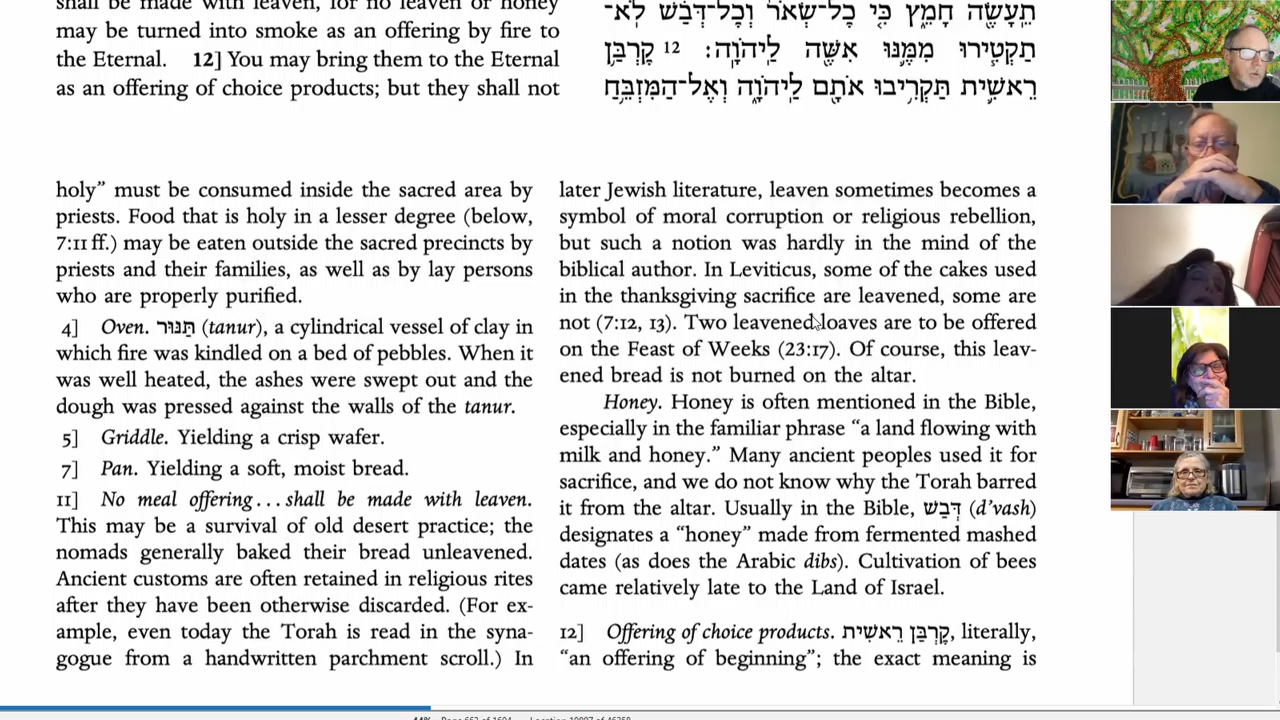 shall be made with leaven, for no leaven or honey
may be turned into smoke as an offering by fire to
the Eternal. 12] You may bring them to the Eternal
as an offering of choice products; but they shall not
תֵעָשֶׂ֖ה חָמֵ֑ץ כִּ֤י כׇל־שְׂאֹר֙ וְכׇל־דְּבַ֔שׁ לֹֽא־
תַקְטִ֧ירוּ מִמֶּ֛נּוּ אִשֶּׁ֖ה לַֽיהֹוָֽה׃ 12 קׇרְבַּ֥ן
רֵאשִׁ֛ית תַּקְרִ֥יבוּ אֹתָ֖ם לַיהֹוָ֑ה וְאֶל־הַמִּזְבֵּ֥חַ
holy” must be consumed inside the sacred area by
priests. Food that is holy in a lesser degree (below,
7:11 ff.) may be eaten outside the sacred precincts by
priests and their families, as well as by lay persons
who are properly purified.
4] Oven. תַּנּוּר (tanur), a cylindrical vessel of clay in
which fire was kindled on a bed of pebbles. When it
was well heated, the ashes were swept out and the
dough was pressed against the walls of the tanur.
5] Griddle. Yielding a crisp wafer.
7] Pan. Yielding a soft, moist bread.
11] No meal offering . . . shall be made with leaven.
This may be a survival of old desert practice; the
nomads generally baked their bread unleavened.
Ancient customs are often retained in religious rites
after they have been otherwise discarded. (For ex-
ample, even today the Torah is read in the syna-
gogue from a handwritten parchment scroll.) In
later Jewish literature, leaven sometimes becomes a
symbol of moral corruption or religious rebellion,
but such a notion was hardly in the mind of the
biblical author. In Leviticus, some of the cakes used
in the thanksgiving sacrifice are leavened, some are
not (7:12, 13). Two leavened loaves are to be offered
on the Feast of Weeks (23:17). Of course, this leav-
ened bread is not burned on the altar.
Honey. Honey is often mentioned in the Bible,
especially in the familiar phrase “a land flowing with
milk and honey.” Many ancient peoples used it for
sacrifice, and we do not know why the Torah barred
it from the altar. Usually in the Bible, דְּבַשׁ (d’vash)
designates a “honey” made from fermented mashed
dates (as does the Arabic dibs). Cultivation of bees
came relatively late to the Land of Israel.
12] Offering of choice products. קׇרְבַּן רֵאשִׁית, literally,
“an offering of beginning”; the exact meaning is